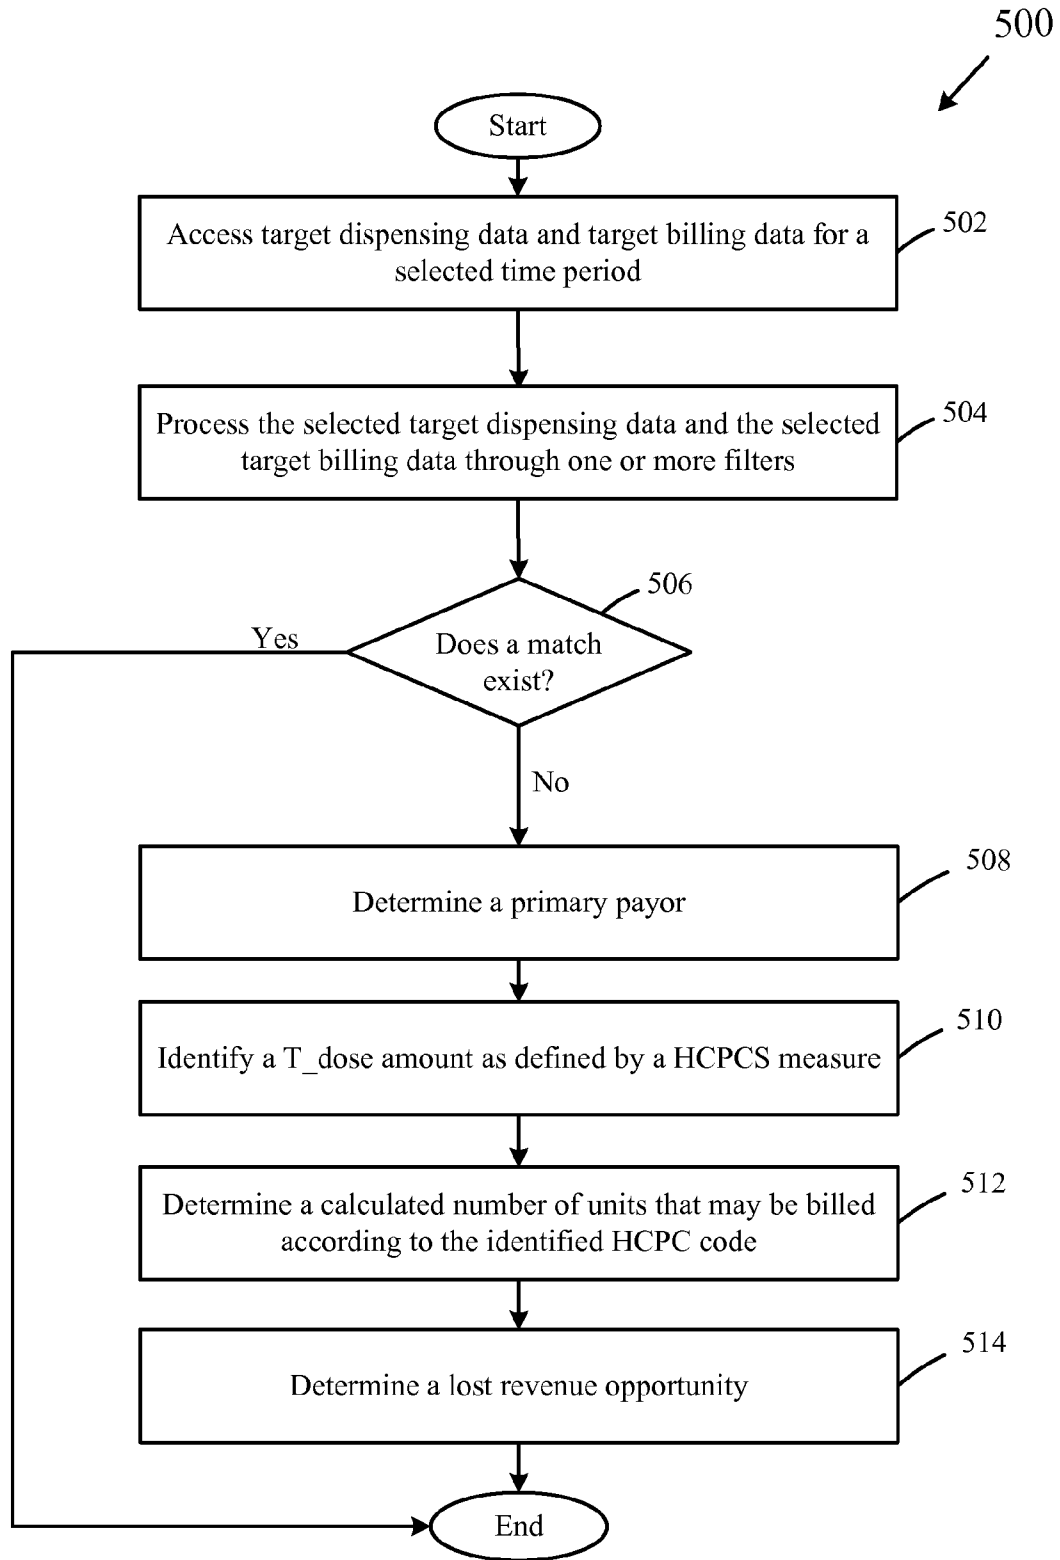 500
Start
Access target dispensing data and target billing data for a
selected time period
502
Process the selected target dispensing data and the selected
target billing data through one or more filters
504
506
Does a match
exist?
Yes
No
Determine a primary payor
508
Identify a T_dose amount as defined by a HCPCS measure
510
Determine a calculated number of units that may be billed
according to the identified HCPC code
512
Determine a lost revenue opportunity
514
End